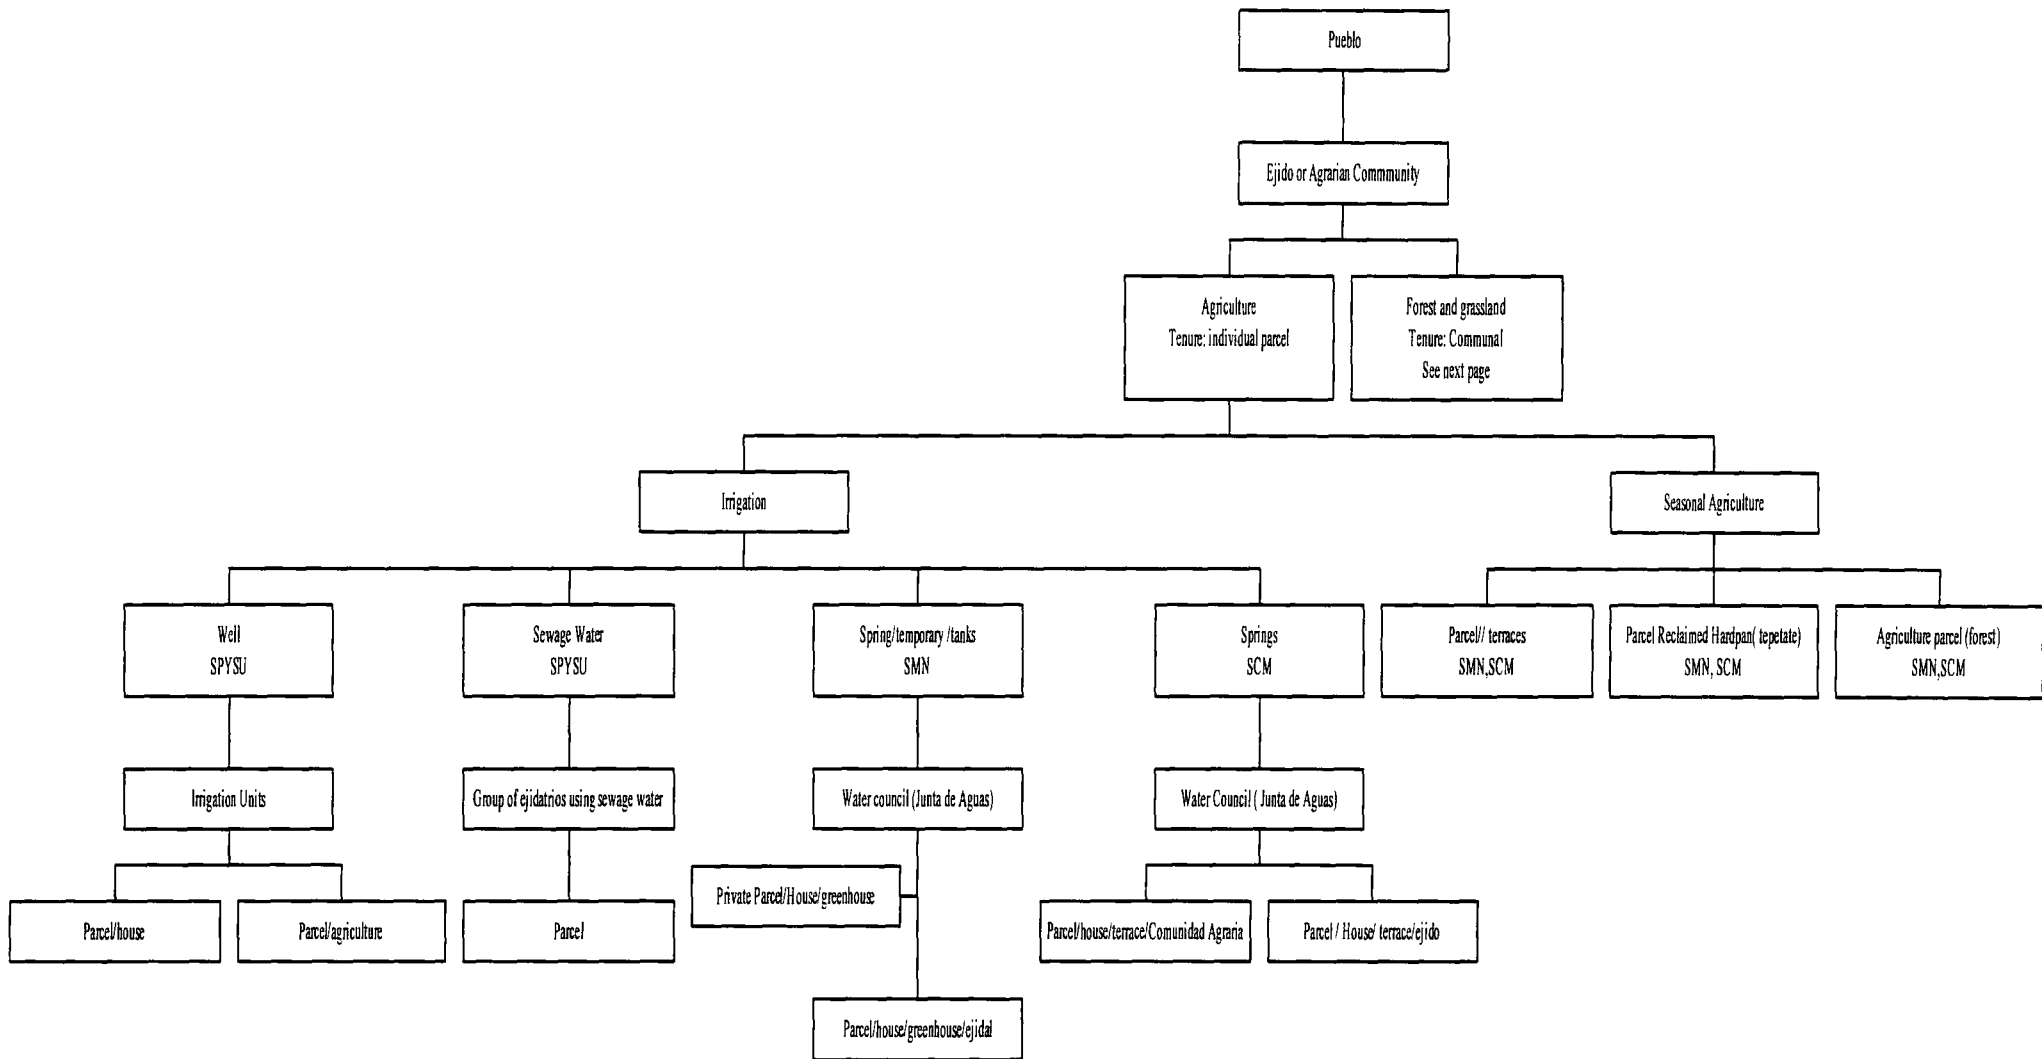 Pueblo
Ejido or Agrarian Commmunity
Agriculture
Tenure: individual parcel
Forest and grassland
Tenure: Communal
See next page
Irrigation
Seasonal Agriculture
Well
SPYSU
Sewage Water
SPYSU
Spring/temporary /tanks
SMN
Springs
SCM
Parcel// terraces
SMN,SCM
Parcel Reclaimed Hardpan( tepetate)
SMN, SCM
Agriculture parcel (forest)
SMN,SCM
Irrigation Units
Group of ejidatrios using sewage water
Water council (Junta de Aguas)
Water Council ( Junta de Aguas)
Private Parcel/House/greenhouse
Parcel/house
Parcel/agriculture
Parcel
Parcel/house/terrace/Comunidad Agraria
Parcel / House/ terrace/ejido
Parcel/house/greenhouse/ejidal